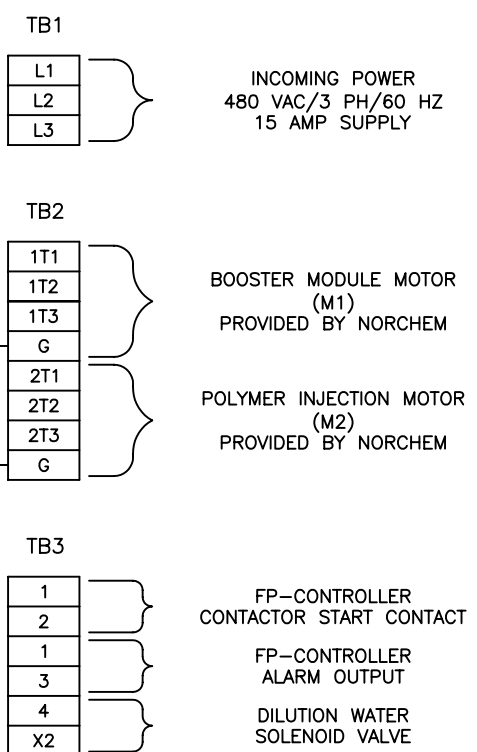 TB1
L1
L2
L3
INCOMING POWER
480 VAC/3 PH/60 HZ
15 AMP SUPPLY
TB2
1T1
1T2
1T3
G
BOOSTER MODULE MOTOR
(M1)
PROVIDED BY NORCHEM
2T1
2T2
2T3
G
POLYMER INJECTION MOTOR
(M2)
PROVIDED BY NORCHEM
TB3
1
2
FP-CONTROLLER
CONTACTOR START CONTACT
1
3
FP-CONTROLLER
ALARM OUTPUT
4
X2
DILUTION WATER
SOLENOID VALVE